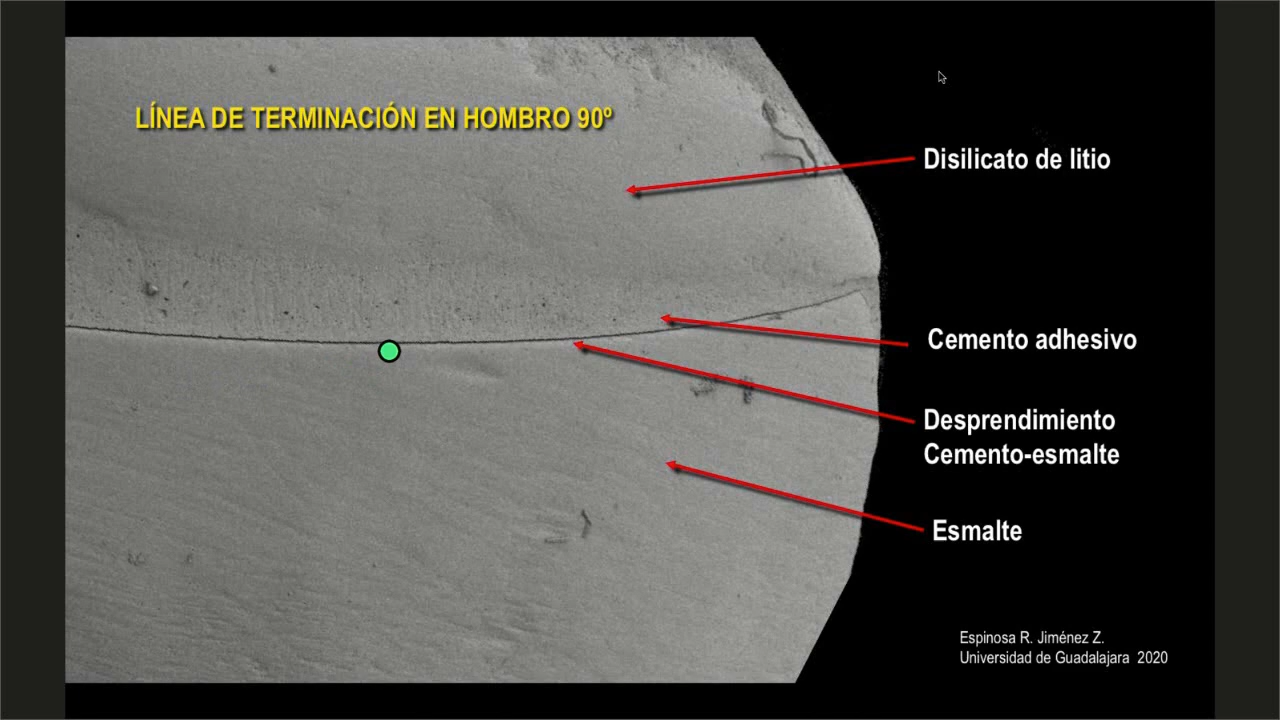 LÍNEA DE TERMINACIÓN EN HOMBRO 90º
Disilicato de litio
Cemento adhesivo
Desprendimiento
Cemento-esmalte
Esmalte
Espinosa R. Jiménez Z.
Universidad de Guadalajara 2020